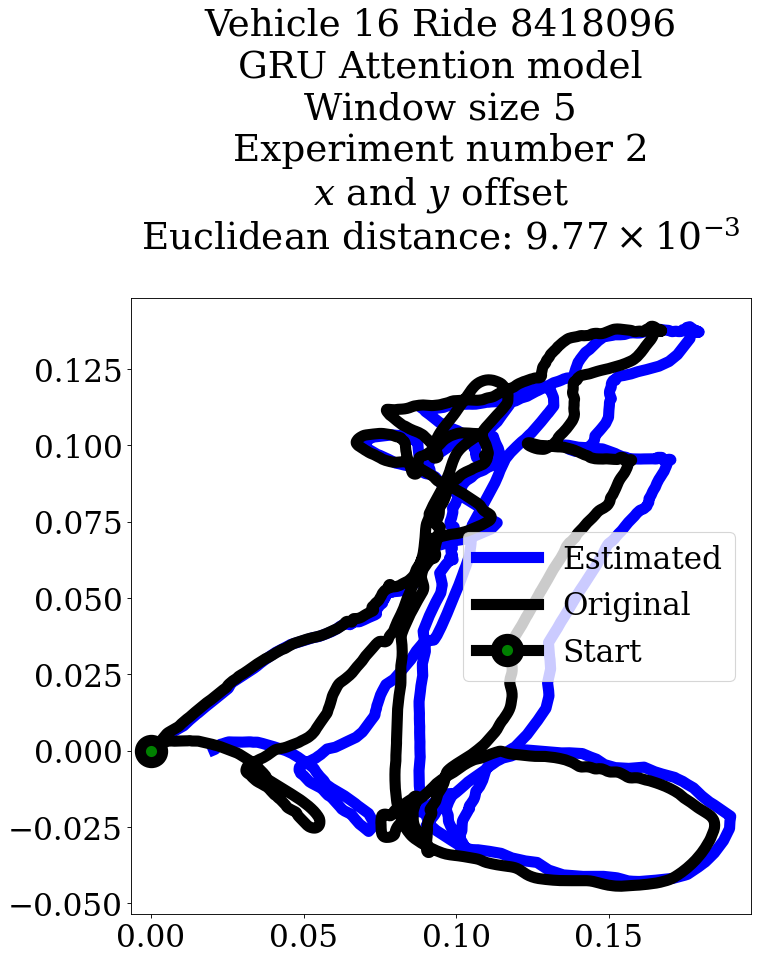 Vehicle 16 Ride 8418096
GRU Attention model
Window size 5
Experiment number 2
x and y offset
Euclidean distance: 9.77 × 10⁻³
0.125
0.100
0.075
0.050
0.025
0.000
−0.025
−0.050
Estimated
Original
Start
0.00 0.05 0.10 0.15